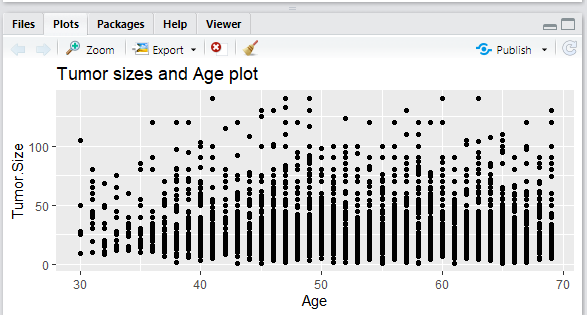 Files Plots Packages Help Viewer
Zoom Export Publish
Tumor sizes and Age plot
Tumor.Size
100
50
0
30 40 50 60 70
Age